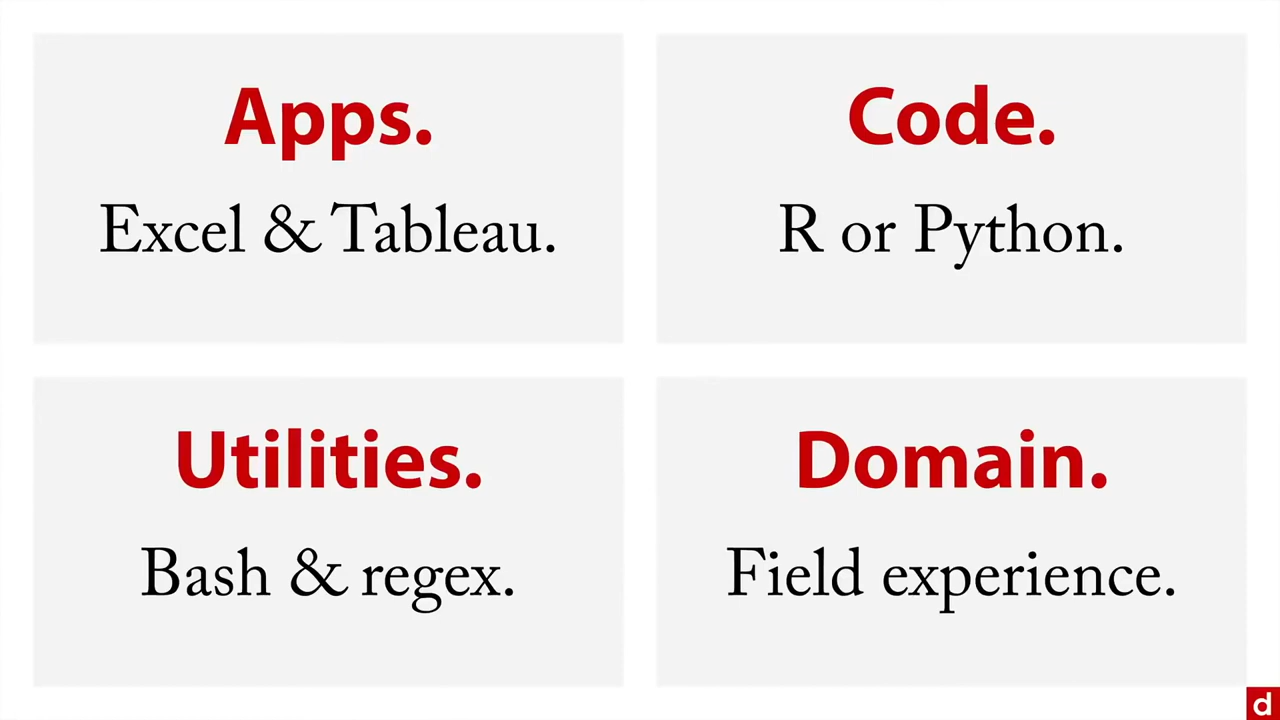 Apps.
Excel & Tableau.
Code.
R or Python.
Utilities.
Bash & regex.
Domain.
Field experience.
d